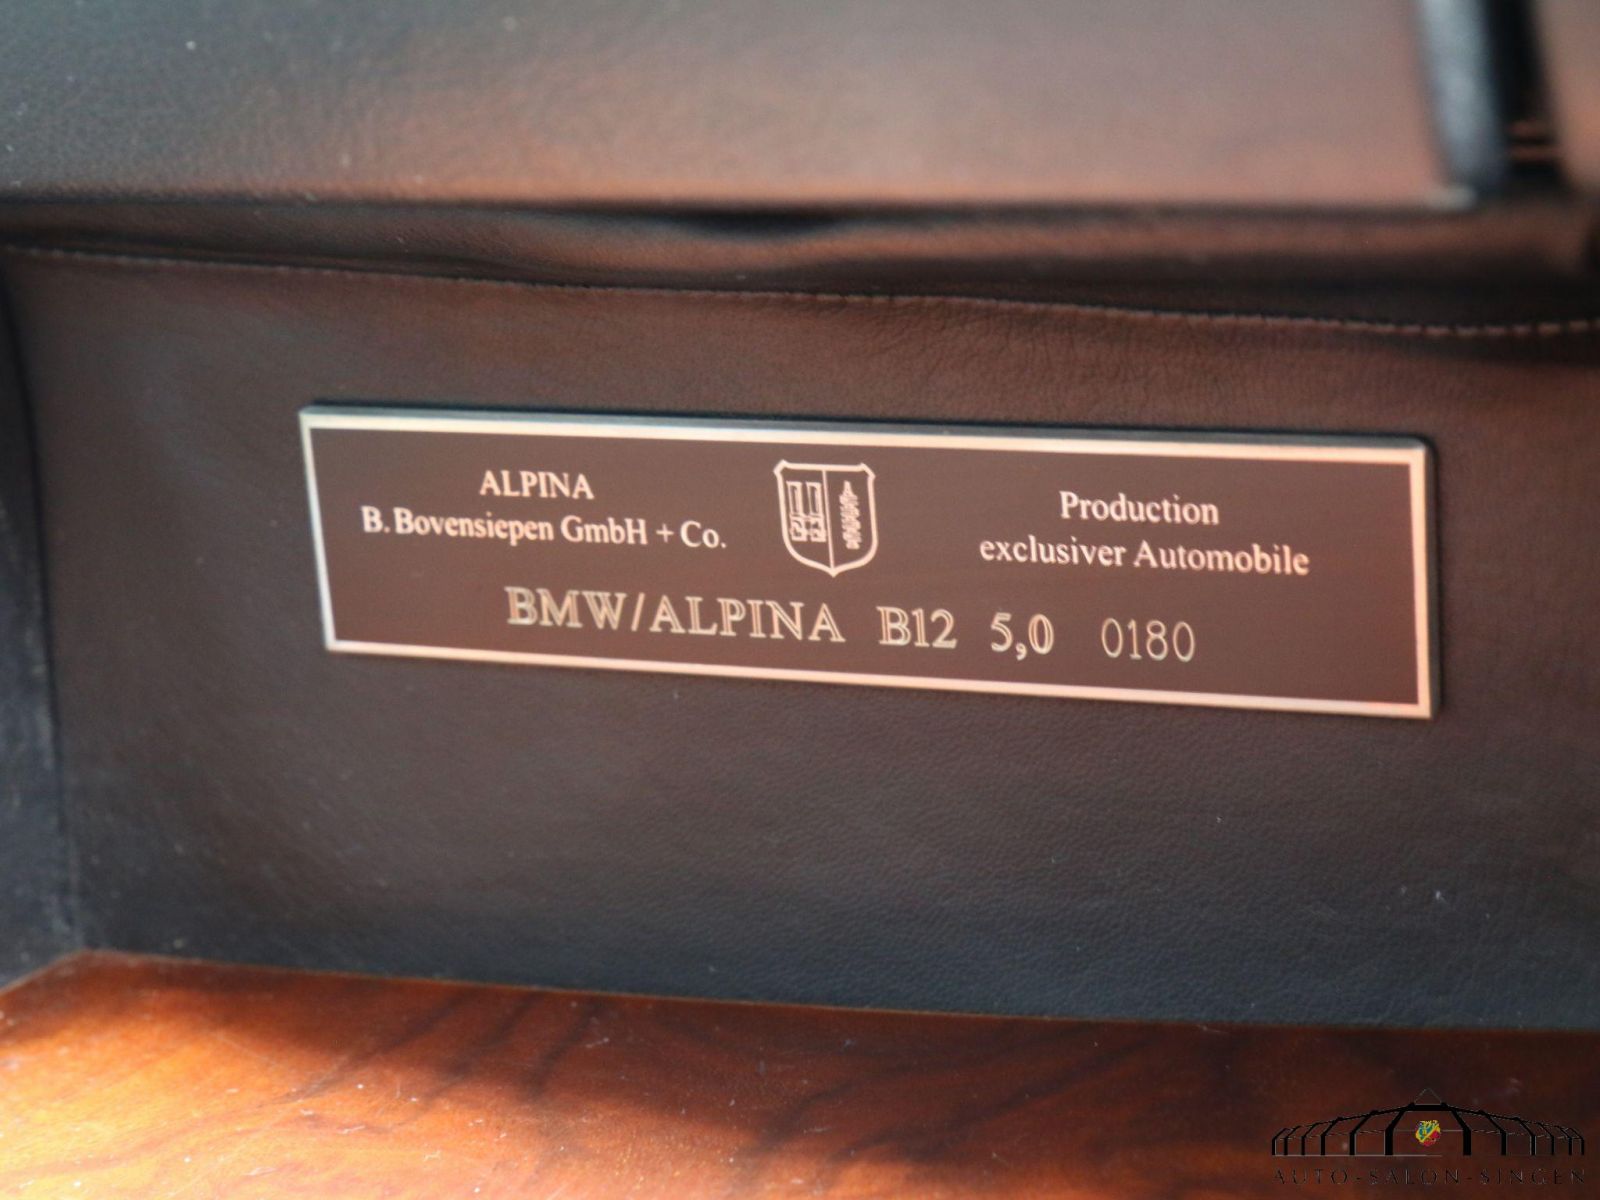 ALPINA
B. Bovensiepen GmbH + Co.
Production
exclusiver Automobile
BMW/ALPINA B12 5,0 0180
AUTO-SALON-SINGEN